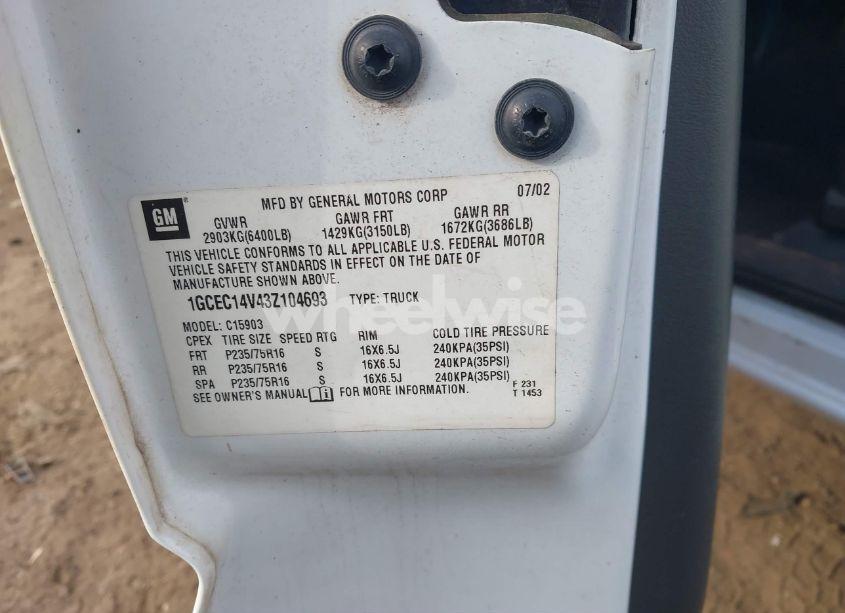 GM
MFD BY GENERAL MOTORS CORP 07/02
GVWR GAWR FRT GAWR RR
2903KG(6400LB) 1429KG(3150LB) 1672KG(3686LB)
THIS VEHICLE CONFORMS TO ALL APPLICABLE U.S. FEDERAL MOTOR
VEHICLE SAFETY STANDARDS IN EFFECT ON THE DATE OF
MANUFACTURE SHOWN ABOVE.
1GCEC14V43Z104693 TYPE: TRUCK
wheelwise
MODEL: C15903
CPEX TIRE SIZE SPEED RTG RIM COLD TIRE PRESSURE
FRT P235/75R16 S 16X6.5J 240KPA(35PSI)
RR P235/75R16 S 16X6.5J 240KPA(35PSI)
SPA P235/75R16 S 16X6.5J 240KPA(35PSI)
SEE OWNER'S MANUAL FOR MORE INFORMATION.
F 231
T 1453